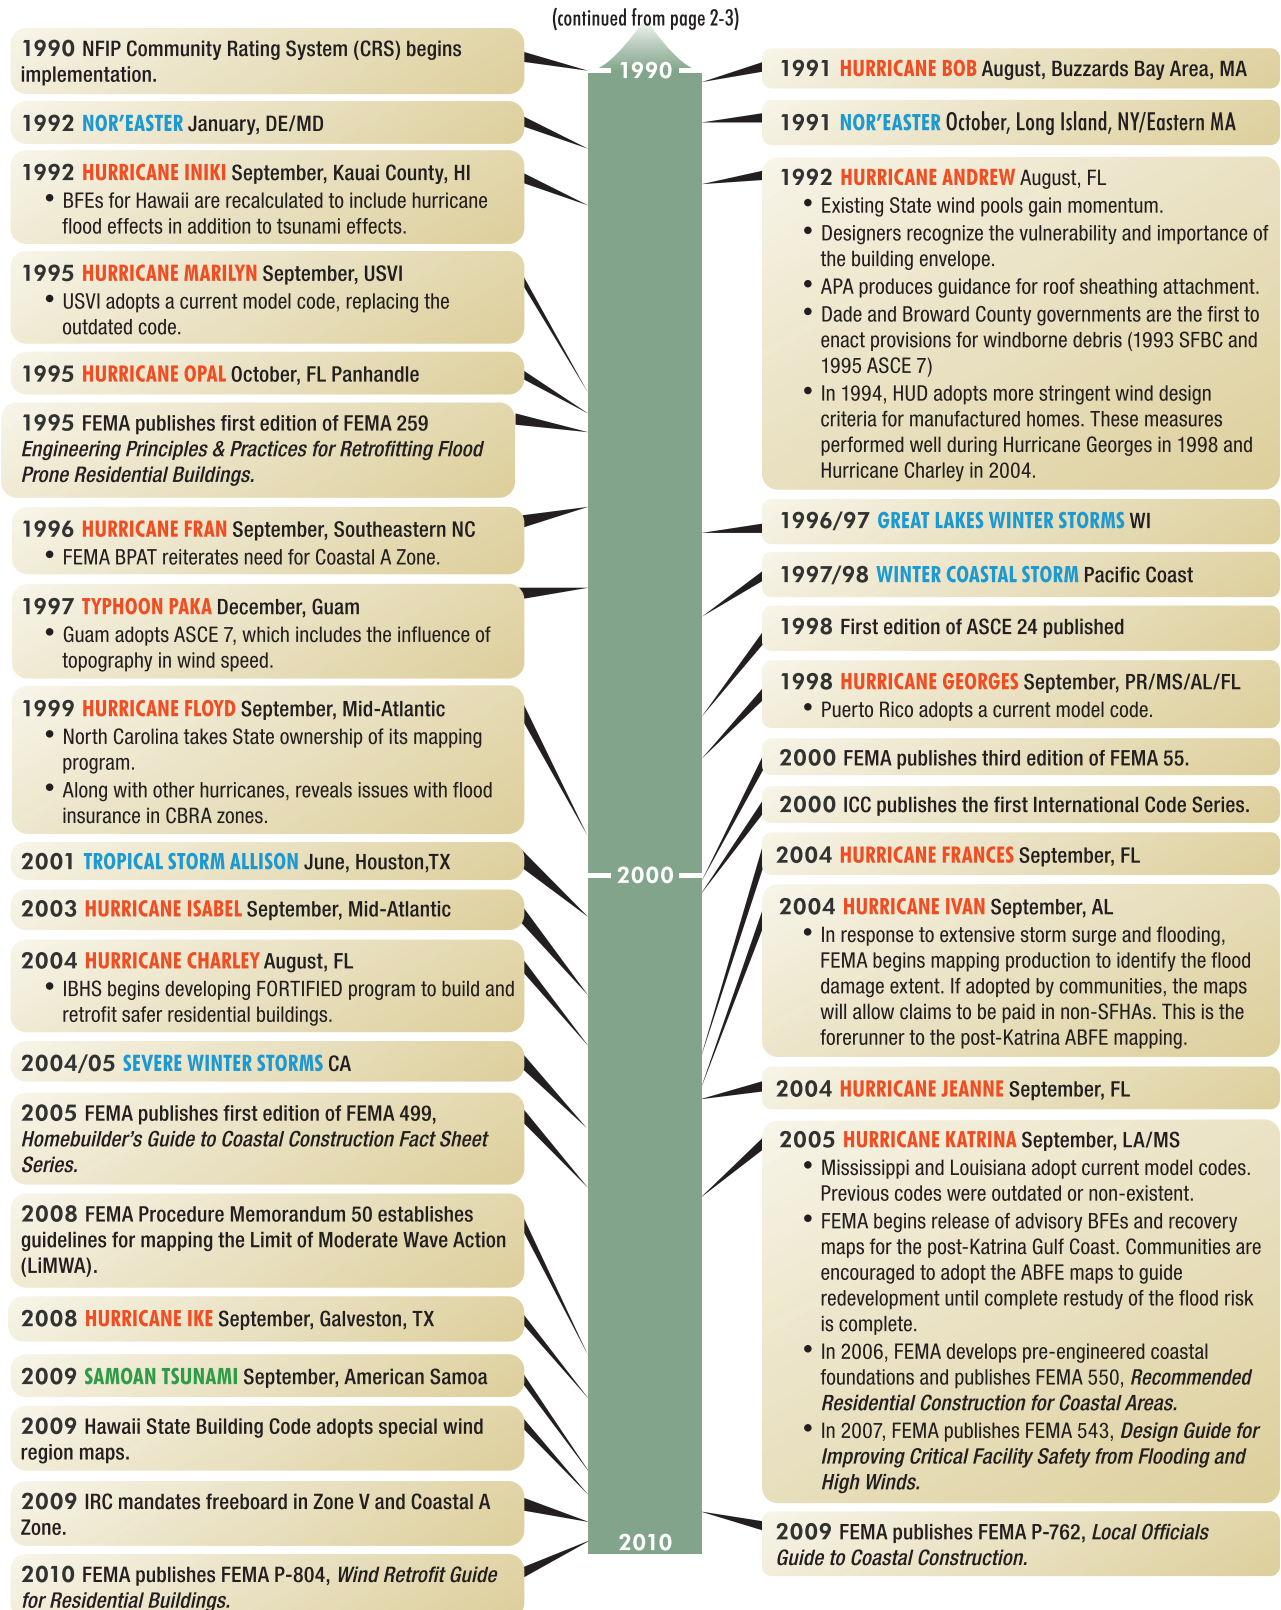 (continued from page 2-3)
1990 NFIP Community Rating System (CRS) begins
implementation.
1992 NOR’EASTER January, DE/MD
1992 HURRICANE INIKI September, Kauai County, HI
• BFEs for Hawaii are recalculated to include hurricane
flood effects in addition to tsunami effects.
1995 HURRICANE MARILYN September, USVI
• USVI adopts a current model code, replacing the
outdated code.
1995 HURRICANE OPAL October, FL Panhandle
1995 FEMA publishes first edition of FEMA 259
Engineering Principles & Practices for Retrofitting Flood
Prone Residential Buildings.
1996 HURRICANE FRAN September, Southeastern NC
• FEMA BPAT reiterates need for Coastal A Zone.
1997 TYPHOON PAKA December, Guam
• Guam adopts ASCE 7, which includes the influence of
topography in wind speed.
1999 HURRICANE FLOYD September, Mid-Atlantic
• North Carolina takes State ownership of its mapping
program.
• Along with other hurricanes, reveals issues with flood
insurance in CBRA zones.
2001 TROPICAL STORM ALLISON June, Houston,TX
2003 HURRICANE ISABEL September, Mid-Atlantic
2004 HURRICANE CHARLEY August, FL
• IBHS begins developing FORTIFIED program to build and
retrofit safer residential buildings.
2004/05 SEVERE WINTER STORMS CA
2005 FEMA publishes first edition of FEMA 499,
Homebuilder’s Guide to Coastal Construction Fact Sheet
Series.
2008 FEMA Procedure Memorandum 50 establishes
guidelines for mapping the Limit of Moderate Wave Action
(LiMWA).
2008 HURRICANE IKE September, Galveston, TX
2009 SAMOAN TSUNAMI September, American Samoa
2009 Hawaii State Building Code adopts special wind
region maps.
2009 IRC mandates freeboard in Zone V and Coastal A
Zone.
2010 FEMA publishes FEMA P-804, Wind Retrofit Guide
for Residential Buildings.
1990
2000
2010
1991 HURRICANE BOB August, Buzzards Bay Area, MA
1991 NOR’EASTER October, Long Island, NY/Eastern MA
1992 HURRICANE ANDREW August, FL
• Existing State wind pools gain momentum.
• Designers recognize the vulnerability and importance of
the building envelope.
• APA produces guidance for roof sheathing attachment.
• Dade and Broward County governments are the first to
enact provisions for windborne debris (1993 SFBC and
1995 ASCE 7)
• In 1994, HUD adopts more stringent wind design
criteria for manufactured homes. These measures
performed well during Hurricane Georges in 1998 and
Hurricane Charley in 2004.
1996/97 GREAT LAKES WINTER STORMS WI
1997/98 WINTER COASTAL STORM Pacific Coast
1998 First edition of ASCE 24 published
1998 HURRICANE GEORGES September, PR/MS/AL/FL
• Puerto Rico adopts a current model code.
2000 FEMA publishes third edition of FEMA 55.
2000 ICC publishes the first International Code Series.
2004 HURRICANE FRANCES September, FL
2004 HURRICANE IVAN September, AL
• In response to extensive storm surge and flooding,
FEMA begins mapping production to identify the flood
damage extent. If adopted by communities, the maps
will allow claims to be paid in non-SFHAs. This is the
forerunner to the post-Katrina ABFE mapping.
2004 HURRICANE JEANNE September, FL
2005 HURRICANE KATRINA September, LA/MS
• Mississippi and Louisiana adopt current model codes.
Previous codes were outdated or non-existent.
• FEMA begins release of advisory BFEs and recovery
maps for the post-Katrina Gulf Coast. Communities are
encouraged to adopt the ABFE maps to guide
redevelopment until complete restudy of the flood risk
is complete.
• In 2006, FEMA develops pre-engineered coastal
foundations and publishes FEMA 550, Recommended
Residential Construction for Coastal Areas.
• In 2007, FEMA publishes FEMA 543, Design Guide for
Improving Critical Facility Safety from Flooding and
High Winds.
2009 FEMA publishes FEMA P-762, Local Officials
Guide to Coastal Construction.